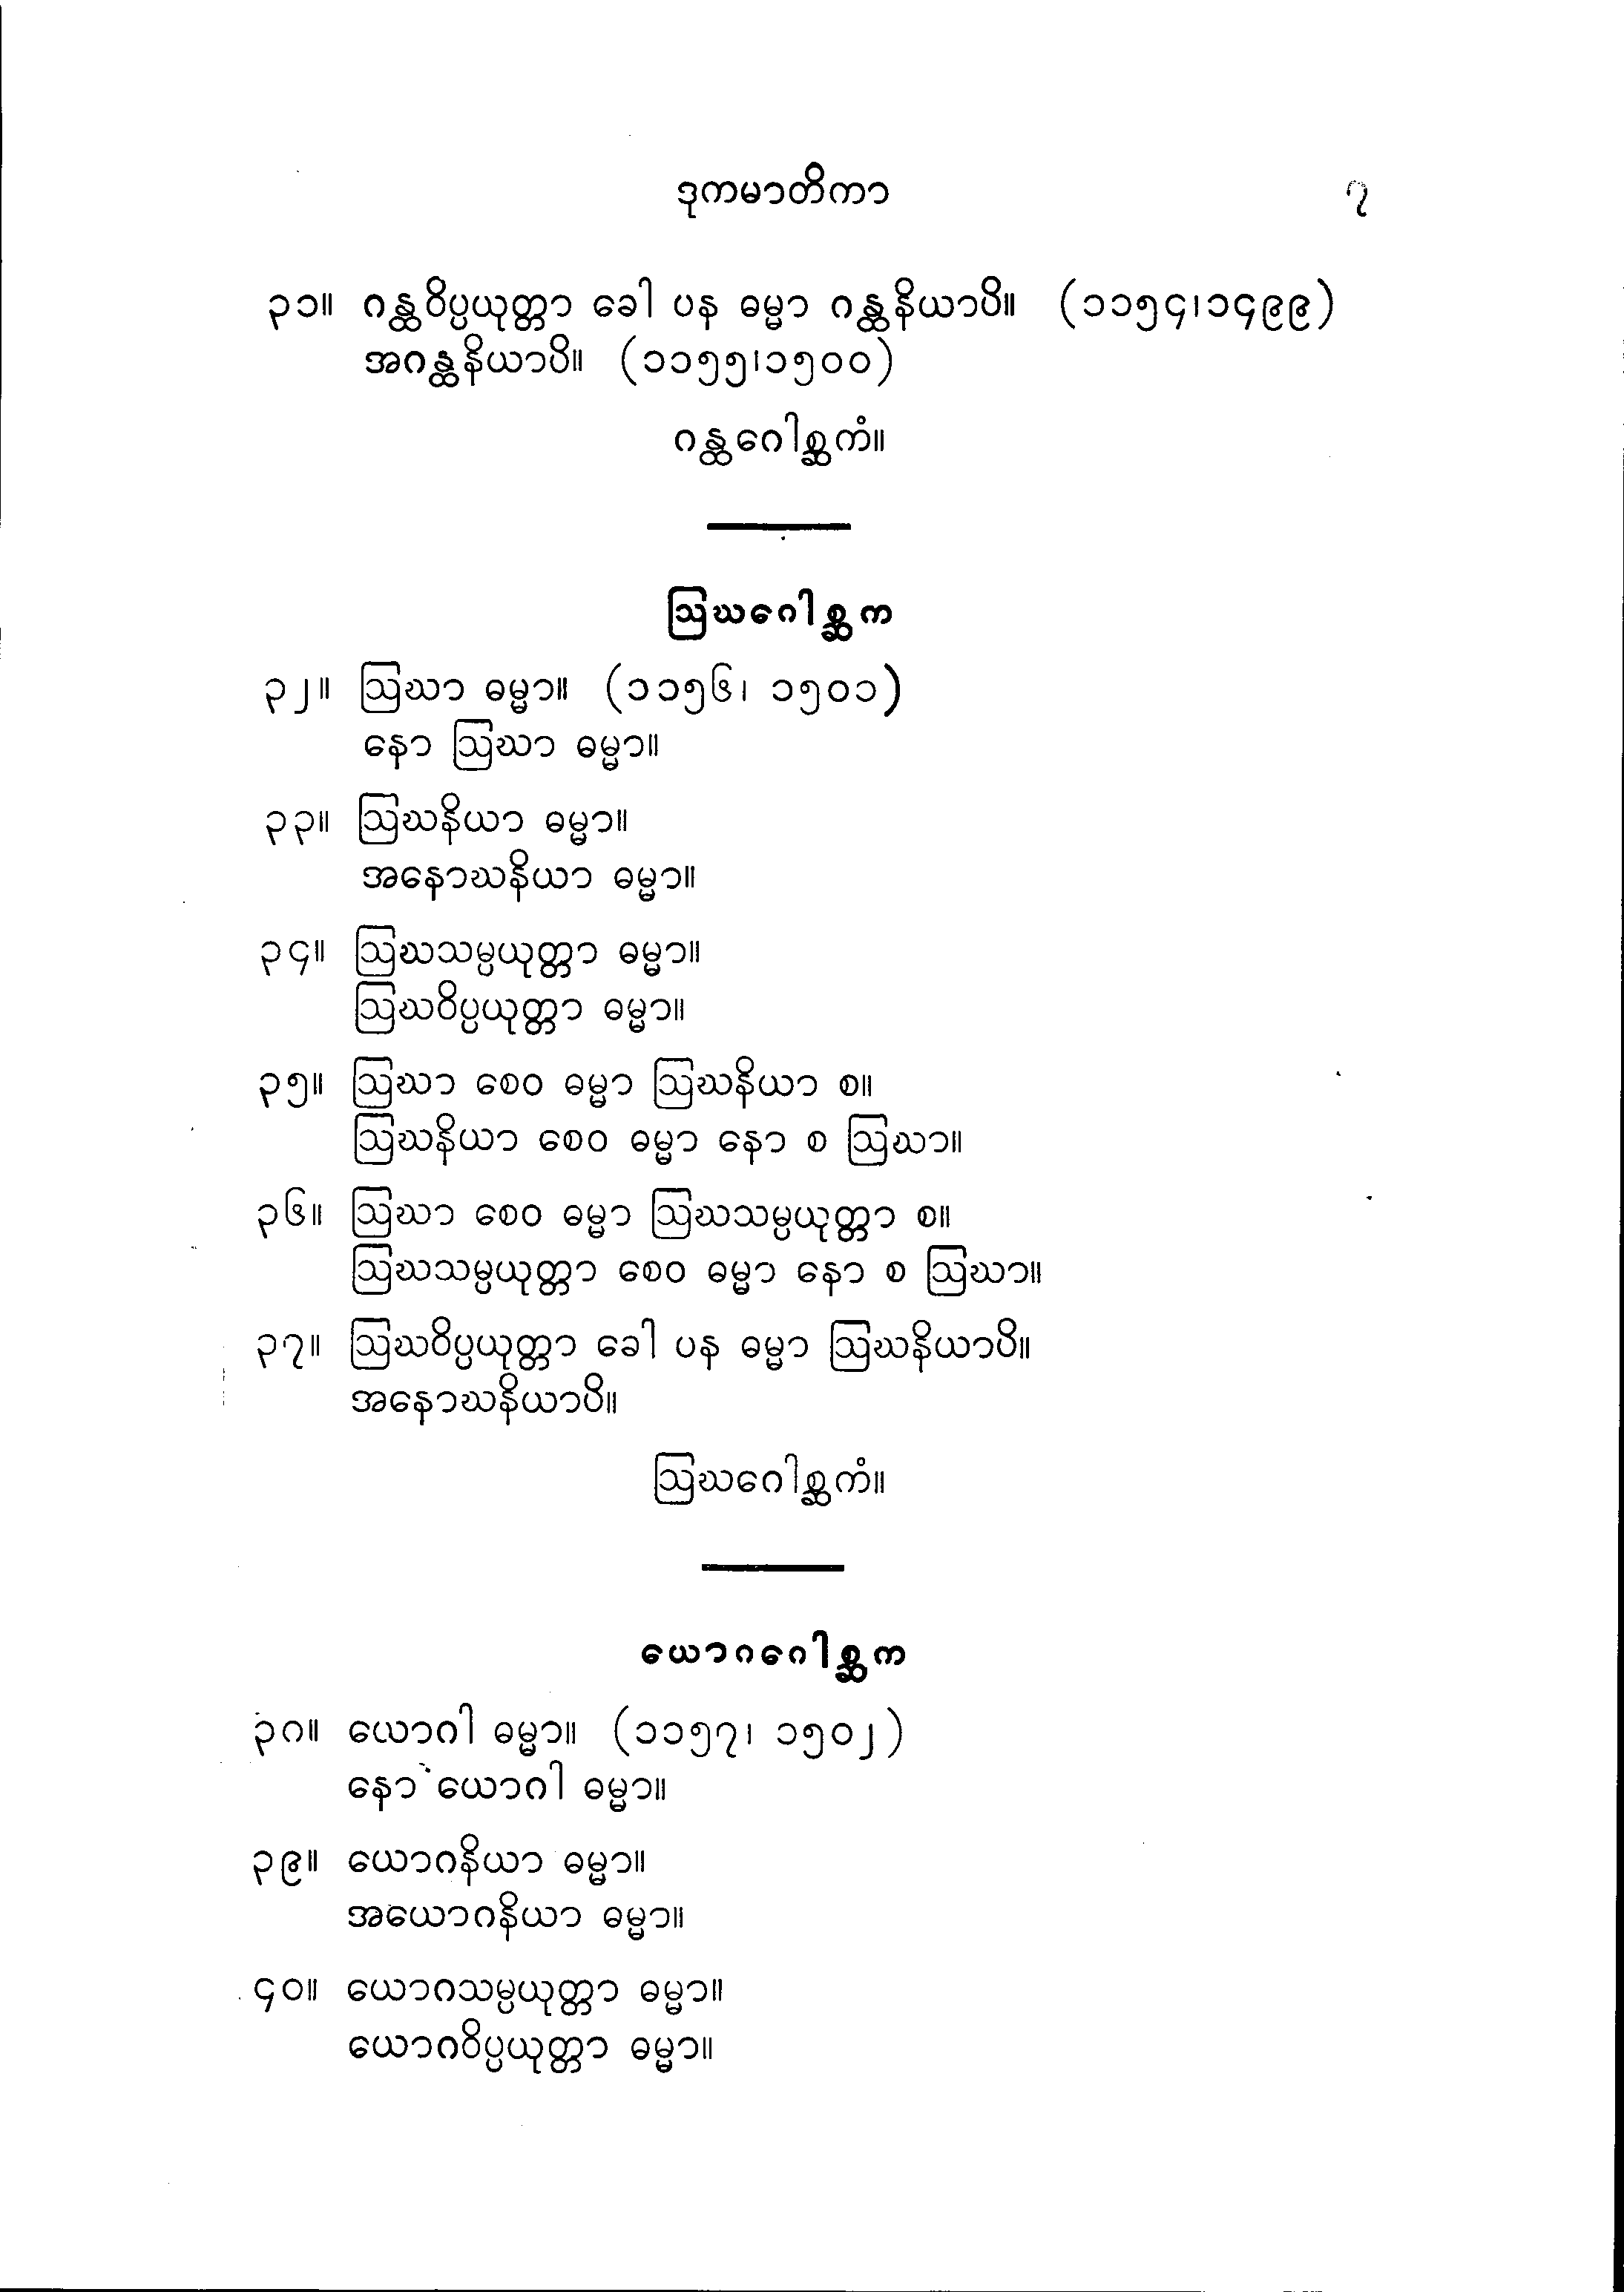 ဒုကမာတိကာ ၇
၃၁။ ဂန္ထဝိပ္ပယုတ္တာ ခေါ ပန ဓမ္မာ ဂန္ထနိယာပိ။ (၁၁၅၄၊၁၄၉၉)
အဂန္ထနိယာပိ။ (၁၁၅၅၊၁၅၀၀)
ဂန္ထဂေါစ္ဆကံ။
ဩဃဂေါစ္ဆက
၃၂။ ဩဃာ ဓမ္မာ။ (၁၁၅၆၊ ၁၅၀၁)
နော ဩဃာ ဓမ္မာ။
၃၃။ ဩဃနိယာ ဓမ္မာ။
အနောဃနိယာ ဓမ္မာ။
၃၄။ ဩဃသမ္ပယုတ္တာ ဓမ္မာ။
ဩဃဝိပ္ပယုတ္တာ ဓမ္မာ။
၃၅။ ဩဃာ စေဝ ဓမ္မာ ဩဃနိယာ စ။
ဩဃနိယာ စေဝ ဓမ္မာ နော စ ဩဃာ။
၃၆။ ဩဃာ စေဝ ဓမ္မာ ဩဃသမ္ပယုတ္တာ စ။
ဩဃသမ္ပယုတ္တာ စေဝ ဓမ္မာ နော စ ဩဃာ။
၃၇။ ဩဃဝိပ္ပယုတ္တာ ခေါ ပန ဓမ္မာ ဩဃနိယာပိ။
အနောဃနိယာပိ။
ဩဃဂေါစ္ဆကံ။
ယောဂဂေါစ္ဆက
၃ဂ။ ယောဂါ ဓမ္မာ။ (၁၁၅၇၊ ၁၅၀၂)
နော ယောဂါ ဓမ္မာ။
၃၉။ ယောဂနိယာ ဓမ္မာ။
အယောဂနိယာ ဓမ္မာ။
၄၀။ ယောဂသမ္ပယုတ္တာ ဓမ္မာ။
ယောဂဝိပ္ပယုတ္တာ ဓမ္မာ။